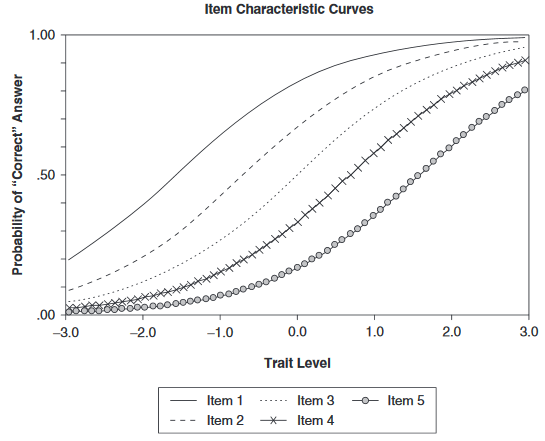 Item Characteristic Curves
Probability of “Correct” Answer
1.00
.50
.00
–3.0 –2.0 –1.0 0.0 1.0 2.0 3.0
Trait Level
Item 1 Item 3 Item 5
Item 2 Item 4